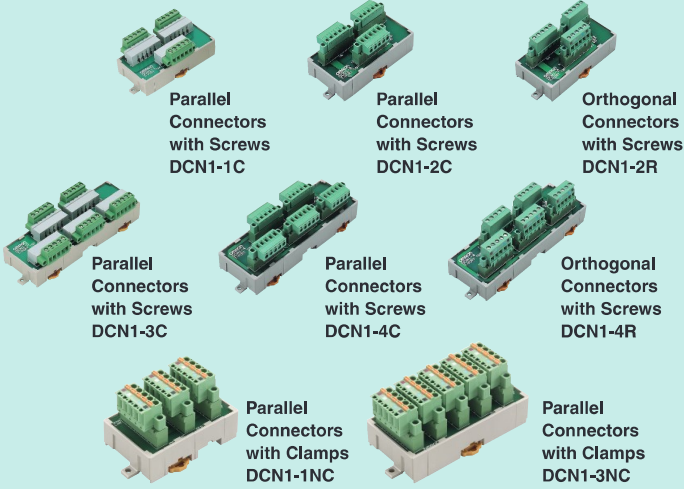 Parallel
Connectors
with Screws
DCN1-1C
Parallel
Connectors
with Screws
DCN1-2C
Orthogonal
Connectors
with Screws
DCN1-2R
Parallel
Connectors
with Screws
DCN1-3C
Parallel
Connectors
with Screws
DCN1-4C
Orthogonal
Connectors
with Screws
DCN1-4R
Parallel
Connectors
with Clamps
DCN1-1NC
Parallel
Connectors
with Clamps
DCN1-3NC